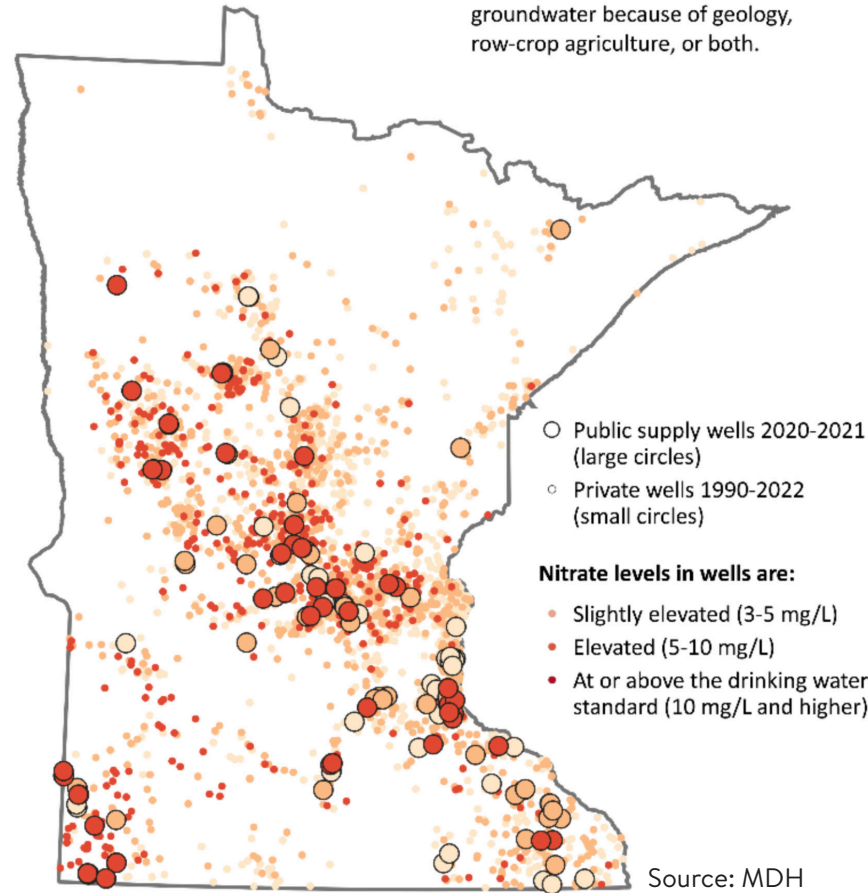 groundwater because of geology,
row-crop agriculture, or both.
Public supply wells 2020-2021
(large circles)
Private wells 1990-2022
(small circles)
Nitrate levels in wells are:
Slightly elevated (3-5 mg/L)
Elevated (5-10 mg/L)
At or above the drinking water
standard (10 mg/L and higher)
Source: MDH